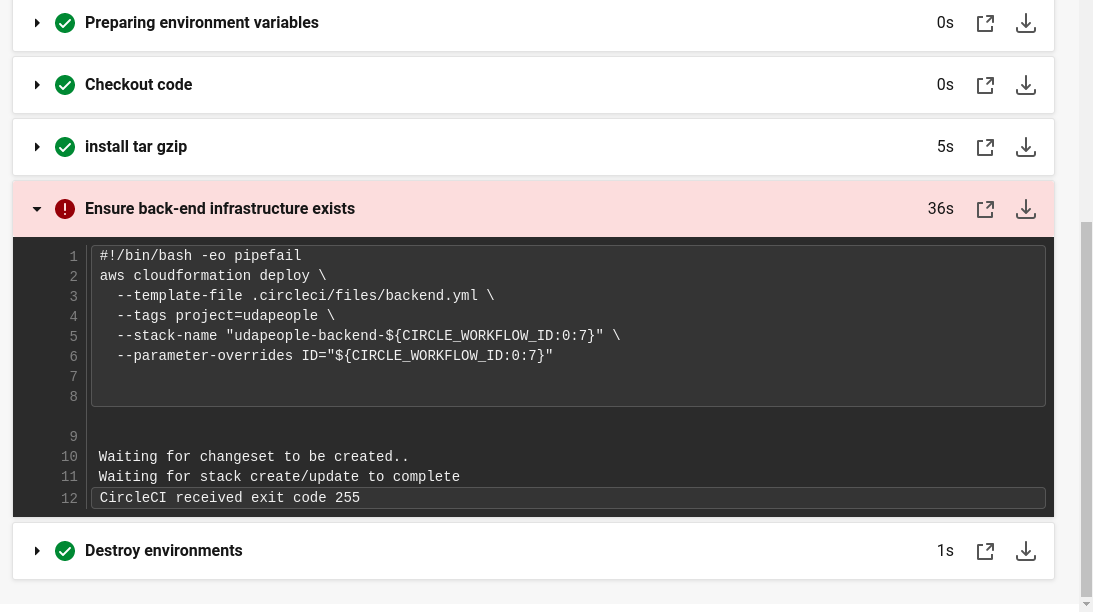 Preparing environment variables 0s
Checkout code 0s
install tar gzip 5s
! Ensure back-end infrastructure exists 36s
1 #!/bin/bash -eo pipefail
2 aws cloudformation deploy \
3 --template-file .circleci/files/backend.yml \
4 --tags project=udapeople \
5 --stack-name "udapeople-backend-${CIRCLE_WORKFLOW_ID:0:7}" \
6 --parameter-overrides ID="${CIRCLE_WORKFLOW_ID:0:7}"
7
8
9
10 Waiting for changeset to be created..
11 Waiting for stack create/update to complete
12 CircleCI received exit code 255
Destroy environments 1s